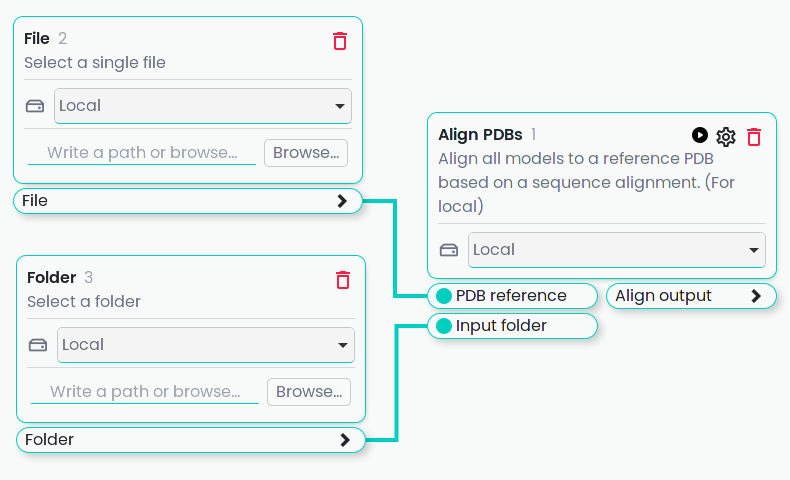 File 2
Select a single file
Local
Write a path or browse... Browse...
File
Folder 3
Select a folder
Local
Write a path or browse... Browse...
Folder
Align PDBs 1
Align all models to a reference PDB
based on a sequence alignment. (For
local)
Local
PDB reference Align output
Input folder